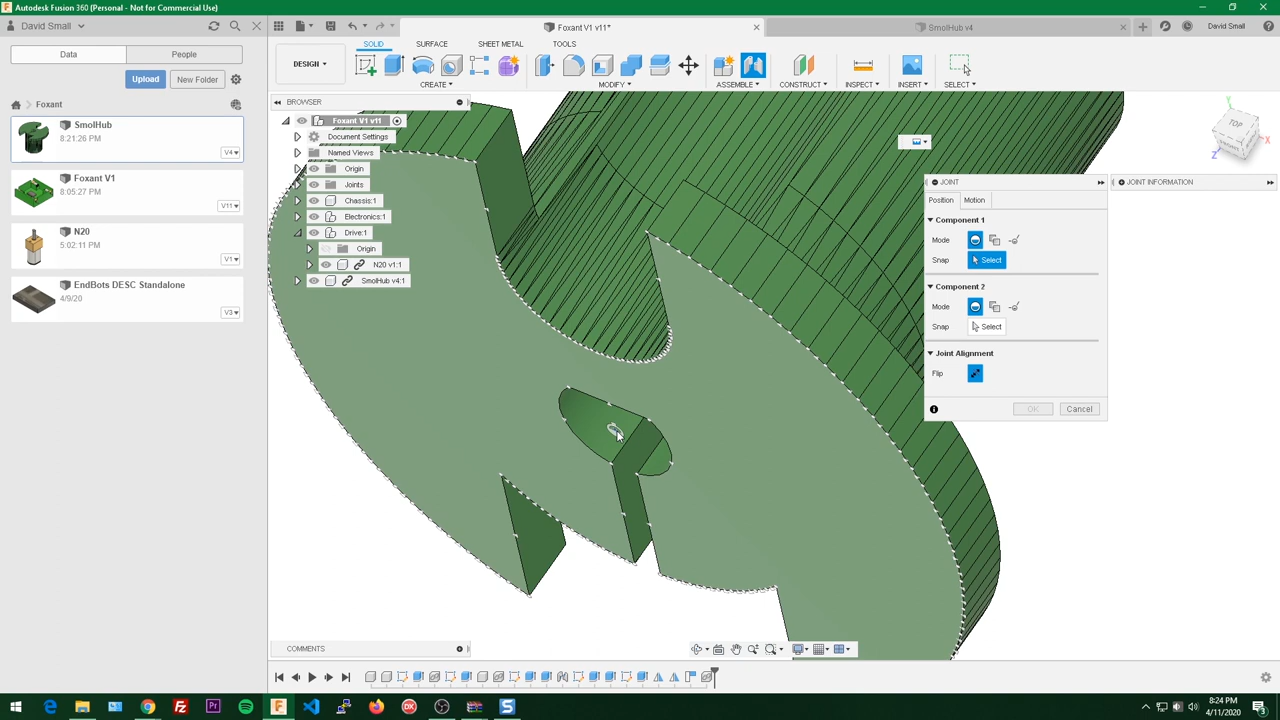 Autodesk Fusion 360 (Personal - Not for Commercial Use)
David Small
Foxant V1 v11*
SmolHub v4
David Small
Data
People
DESIGN
SOLID
SURFACE
SHEET METAL
TOOLS
CREATE
MODIFY
ASSEMBLE
CONSTRUCT
INSPECT
INSERT
SELECT
Upload
New Folder
Foxant
SmolHub
8:21:26 PM
V4
Foxant V1
8:05:27 PM
V11
N20
5:02:11 PM
V1
EndBots DESC Standalone
4/9/20
V3
BROWSER
Foxant V1 v11
Document Settings
Named Views
Origin
Joints
Chassis:1
Electronics:1
Drive:1
Origin
N20 v1:1
SmolHub v4:1
TOP
Y
X
Z
JOINT
Position
Motion
Component 1
Mode
Snap
Select
Component 2
Mode
Snap
Select
Joint Alignment
Flip
OK
Cancel
JOINT INFORMATION
COMMENTS
8:24 PM
4/11/2020